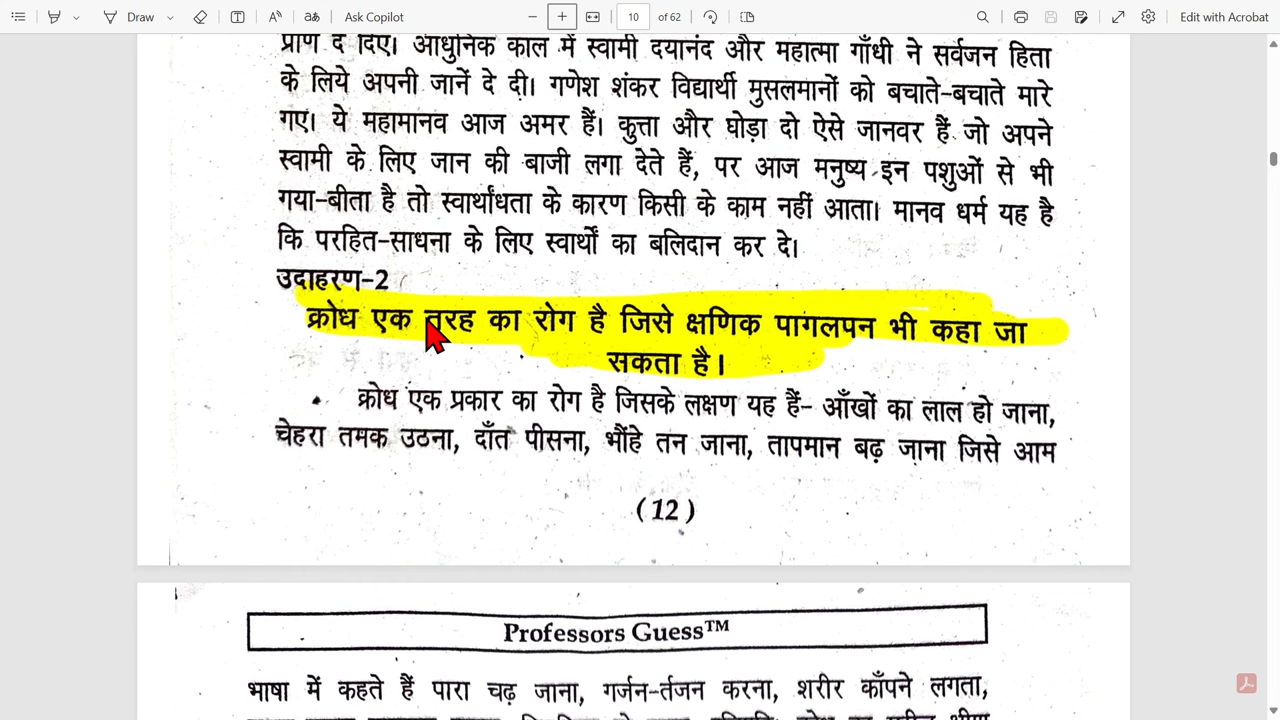 Draw
Ask Copilot
10 of 62
Edit with Acrobat
प्राण दे दिए। आधुनिक काल में स्वामी दयानंद और महात्मा गाँधी ने सर्वजन हिता
के लिये अपनी जानें दे दी। गणेश शंकर विद्यार्थी मुसलमानों को बचाते-बचाते मारे
गए। ये महामानव आज अमर हैं। कुत्ता और घोड़ा दो ऐसे जानवर हैं जो अपने
स्वामी के लिए जान की बाजी लगा देते हैं, पर आज मनुष्य इन पशुओं से भी
गया-बीता है तो स्वार्थांधता के कारण किसी के काम नहीं आता। मानव धर्म यह है
कि परहित-साधना के लिए स्वार्थों का बलिदान कर दे।
उदाहरण-2
क्रोध एक तरह का रोग है जिसे क्षणिक पागलपन भी कहा जा
सकता है।
क्रोध एक प्रकार का रोग है जिसके लक्षण यह हैं- आँखों का लाल हो जाना,
चेहरा तमक उठना, दाँत पीसना, भौंहे तन जाना, तापमान बढ़ जाना जिसे आम
(12)
Professors Guess™
भाषा में कहते हैं पारा चढ़ जाना, गर्जन-र्तजन करना, शरीर काँपने लगता,